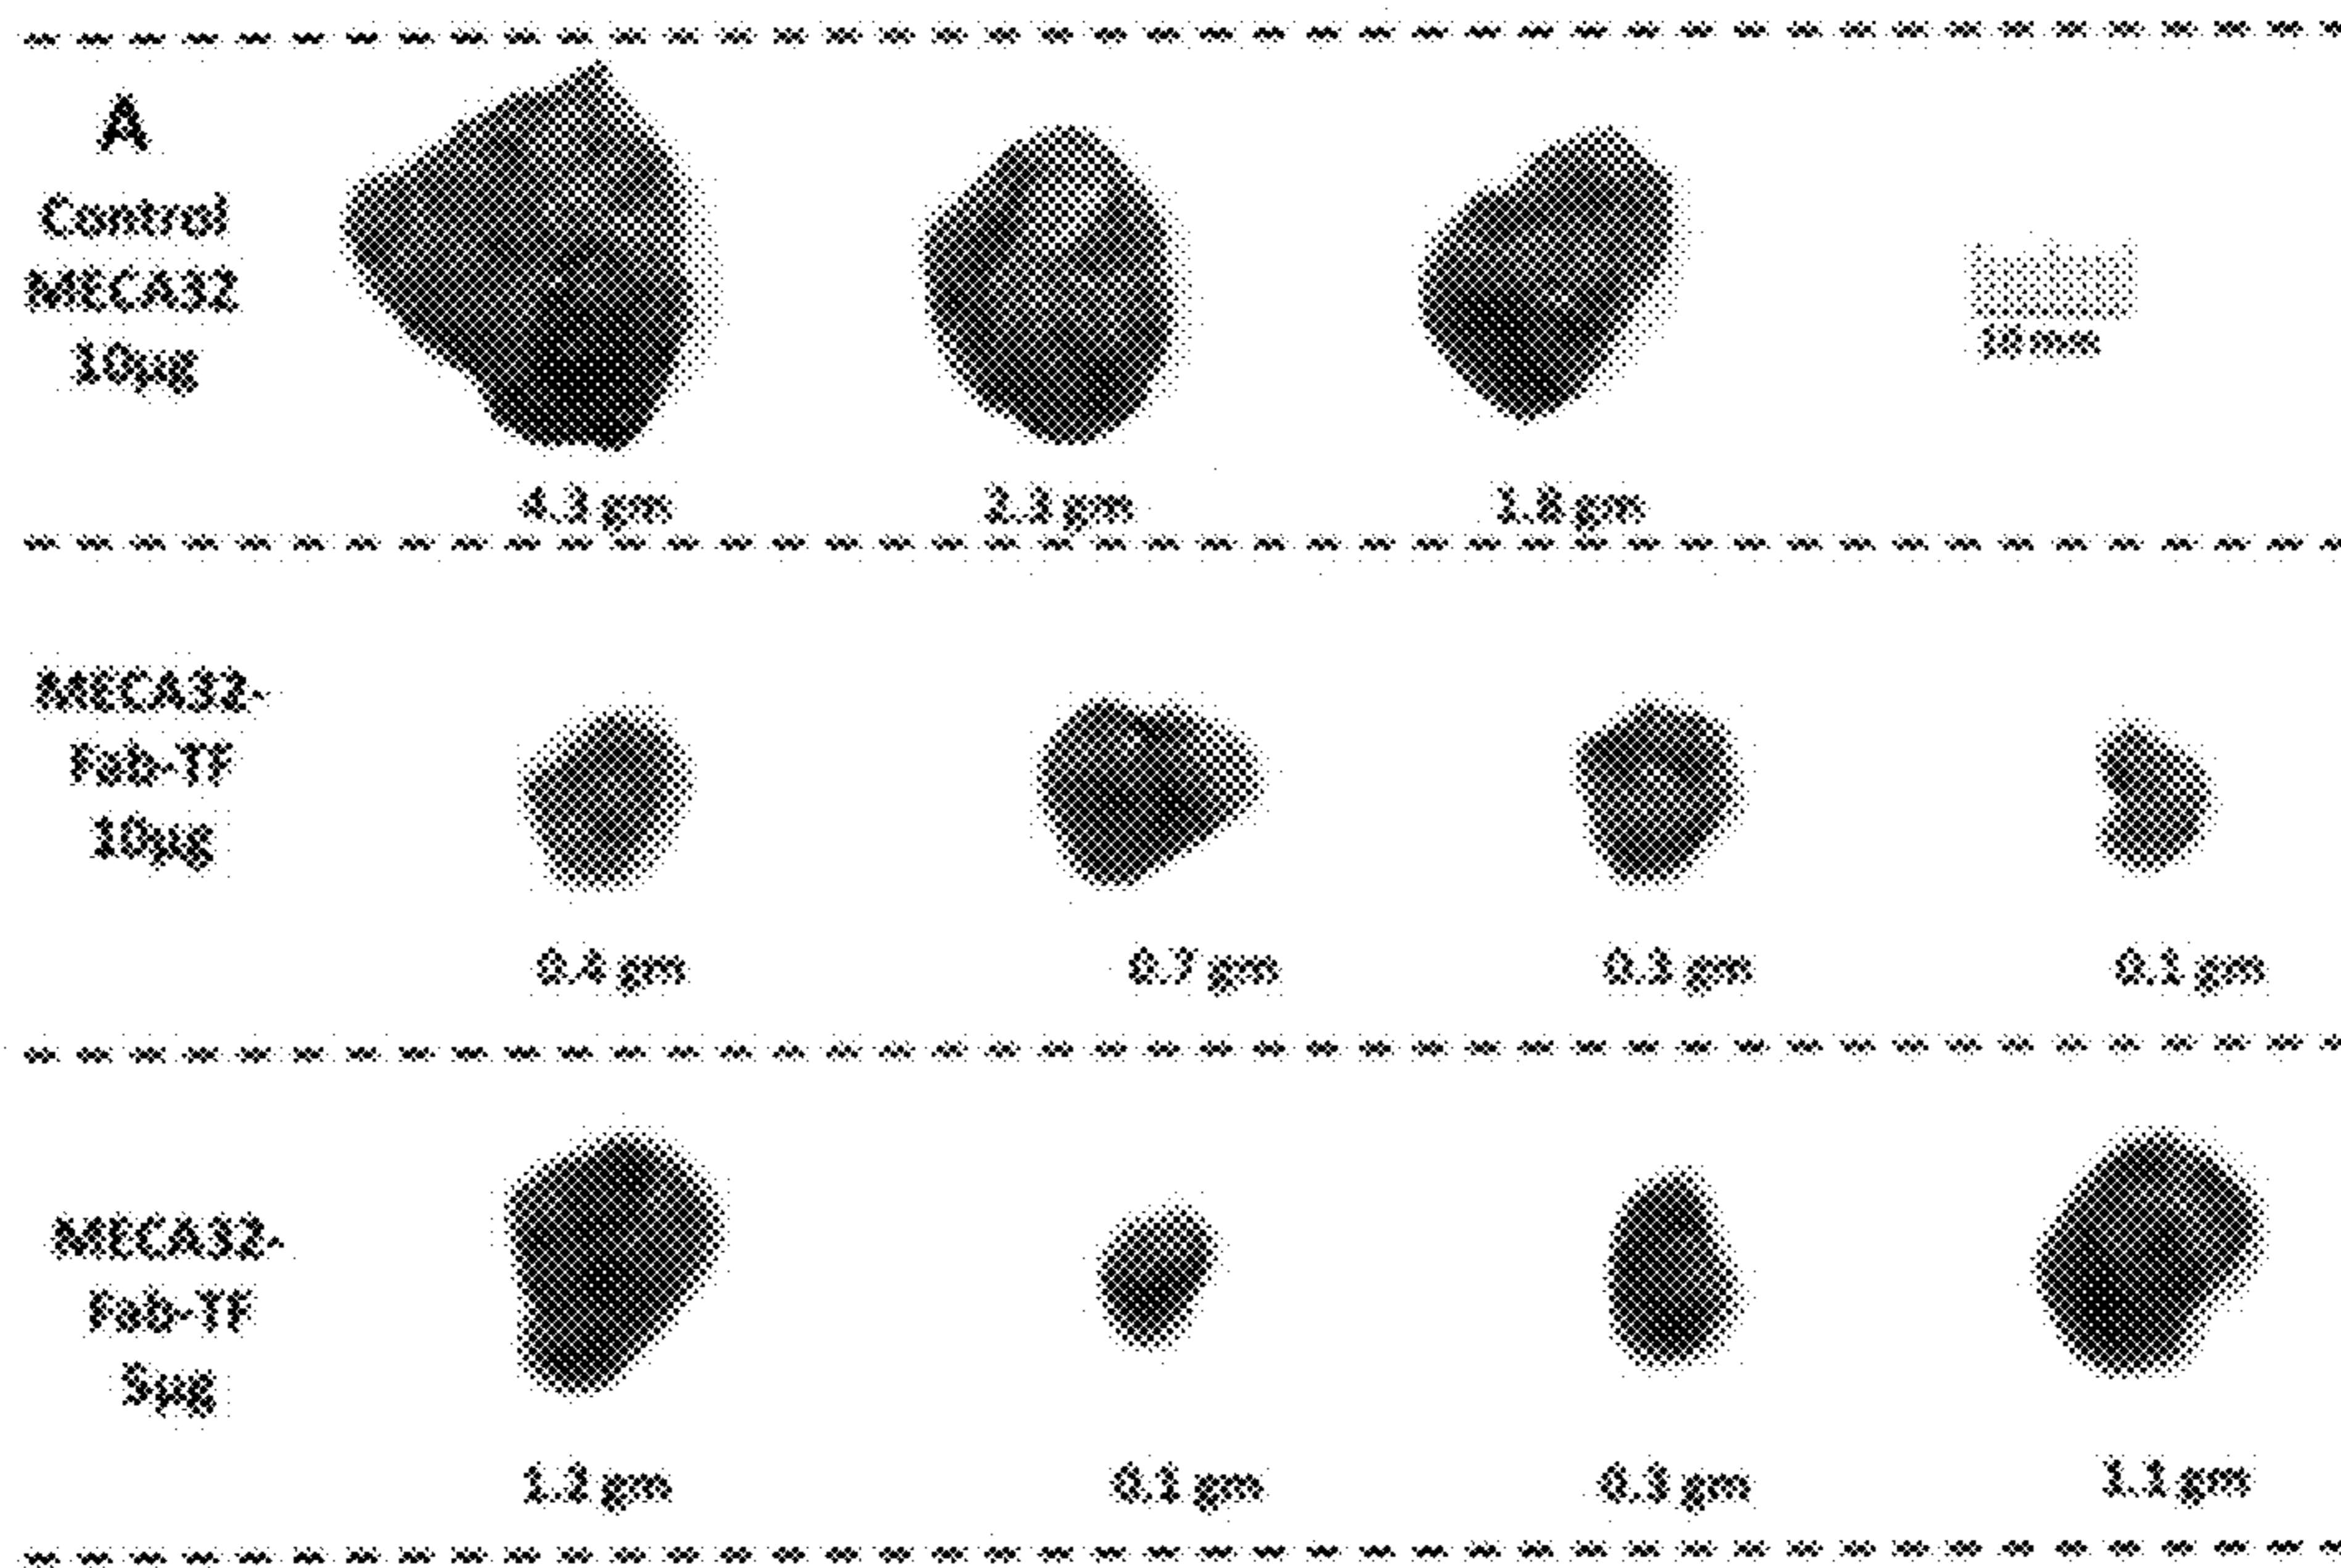 A
Control
MECA32
10µg
10 mm
4.3 gm
2.3 gm
1.8 gm
MECA32-
Fab-TF
10µg
0.4 gm
0.7 gm
0.3 gm
0.1 gm
MECA32-
Fab-TF
5µg
gm
0.1 gm
0.3 gm
1.1 gm